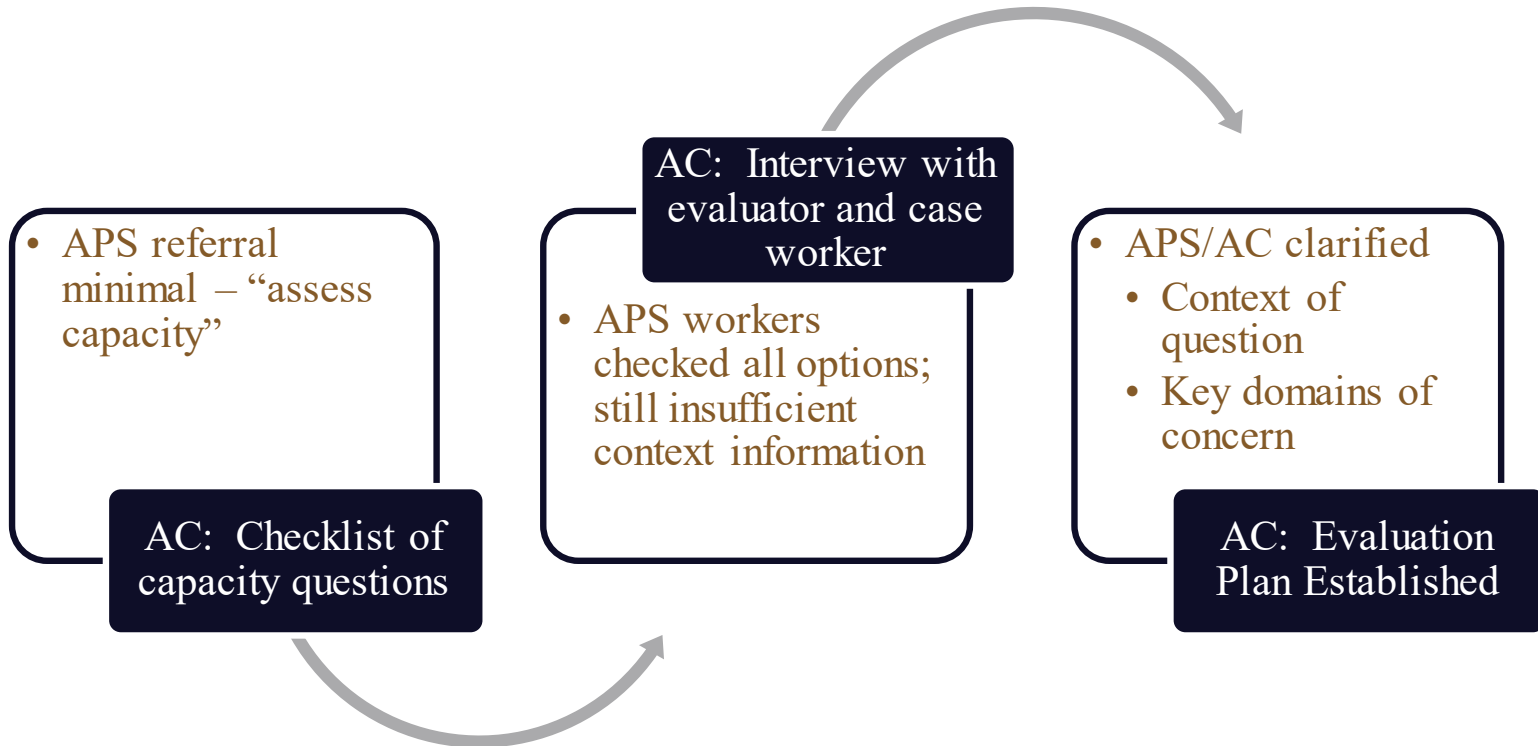 • APS referral
minimal – “assess
capacity”
AC: Checklist of
capacity questions
AC: Interview with
evaluator and case
worker
• APS workers
checked all options;
still insufficient
context information
• APS/AC clarified
• Context of
question
• Key domains of
concern
AC: Evaluation
Plan Established